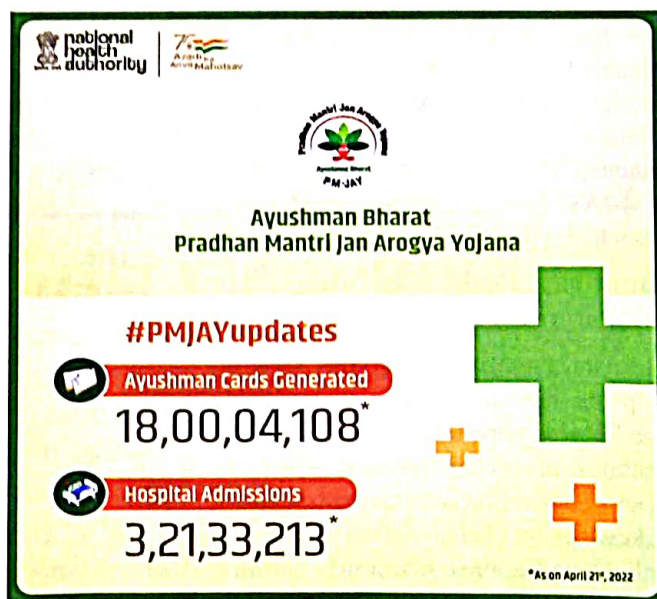 national
health
authority
Azadi Ka
Amrit Mahotsav
Pradhan Mantri Jan Arogya Yojana
Ayushman Bharat
PM-JAY
Ayushman Bharat
Pradhan Mantri Jan Arogya Yojana
#PMJAYupdates
Ayushman Cards Generated
18,00,04,108*
Hospital Admissions
3,21,33,213*
*As on April 21st, 2022